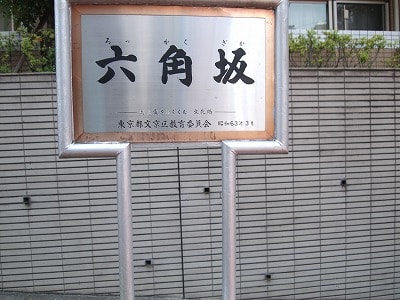 ろっかくざか
六角坂
東京都文京区教育委員会 昭和63年3月